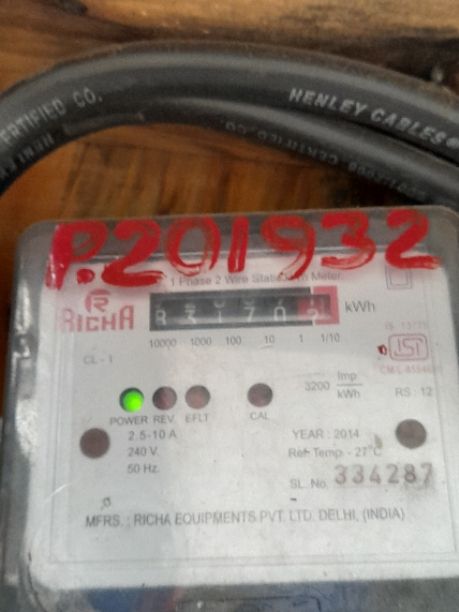 CERTIFIED CO.
HENLEY CABLES
P.201932
1 Phase 2 Wire Static Meter
RICHA
kWh
CL - 1
10000 1000 100 10 1 1/10
ISI
3200 Imp/kWh
RS : 12
POWER REV. EFLT CAL
2.5-10 A
240 V.
50 Hz.
YEAR : 2014
Ref. Temp. - 27°C
SL. No. 334287
MFRS. : RICHA EQUIPMENTS PVT. LTD. DELHI, (INDIA)